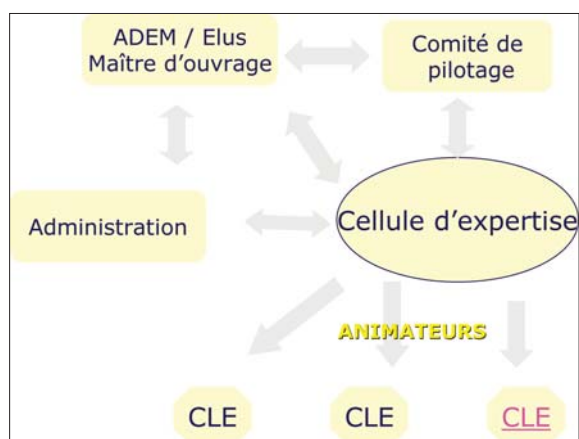 ADEM / Elus
Maître d'ouvrage
Comité de
pilotage
Administration
Cellule d'expertise
ANIMATEURS
CLE
CLE
CLE